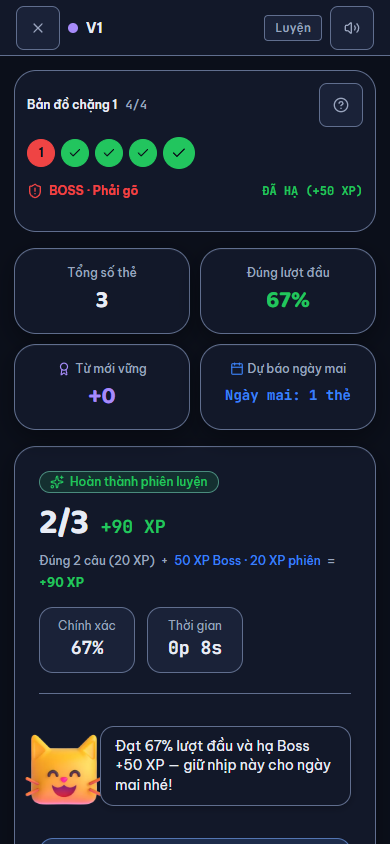 V1
Luyện
Bản đồ chặng 1 4/4
1
BOSS · Phải gõ
ĐÃ HẠ (+50 XP)
Tổng số thẻ
3
Đúng lượt đầu
67%
Từ mới vững
+0
Dự báo ngày mai
Ngày mai: 1 thẻ
Hoàn thành phiên luyện
2/3 +90 XP
Đúng 2 câu (20 XP) + 50 XP Boss · 20 XP phiên =
+90 XP
Chính xác
67%
Thời gian
0p 8s
Đạt 67% lượt đầu và hạ Boss
+50 XP — giữ nhịp này cho ngày
mai nhé!